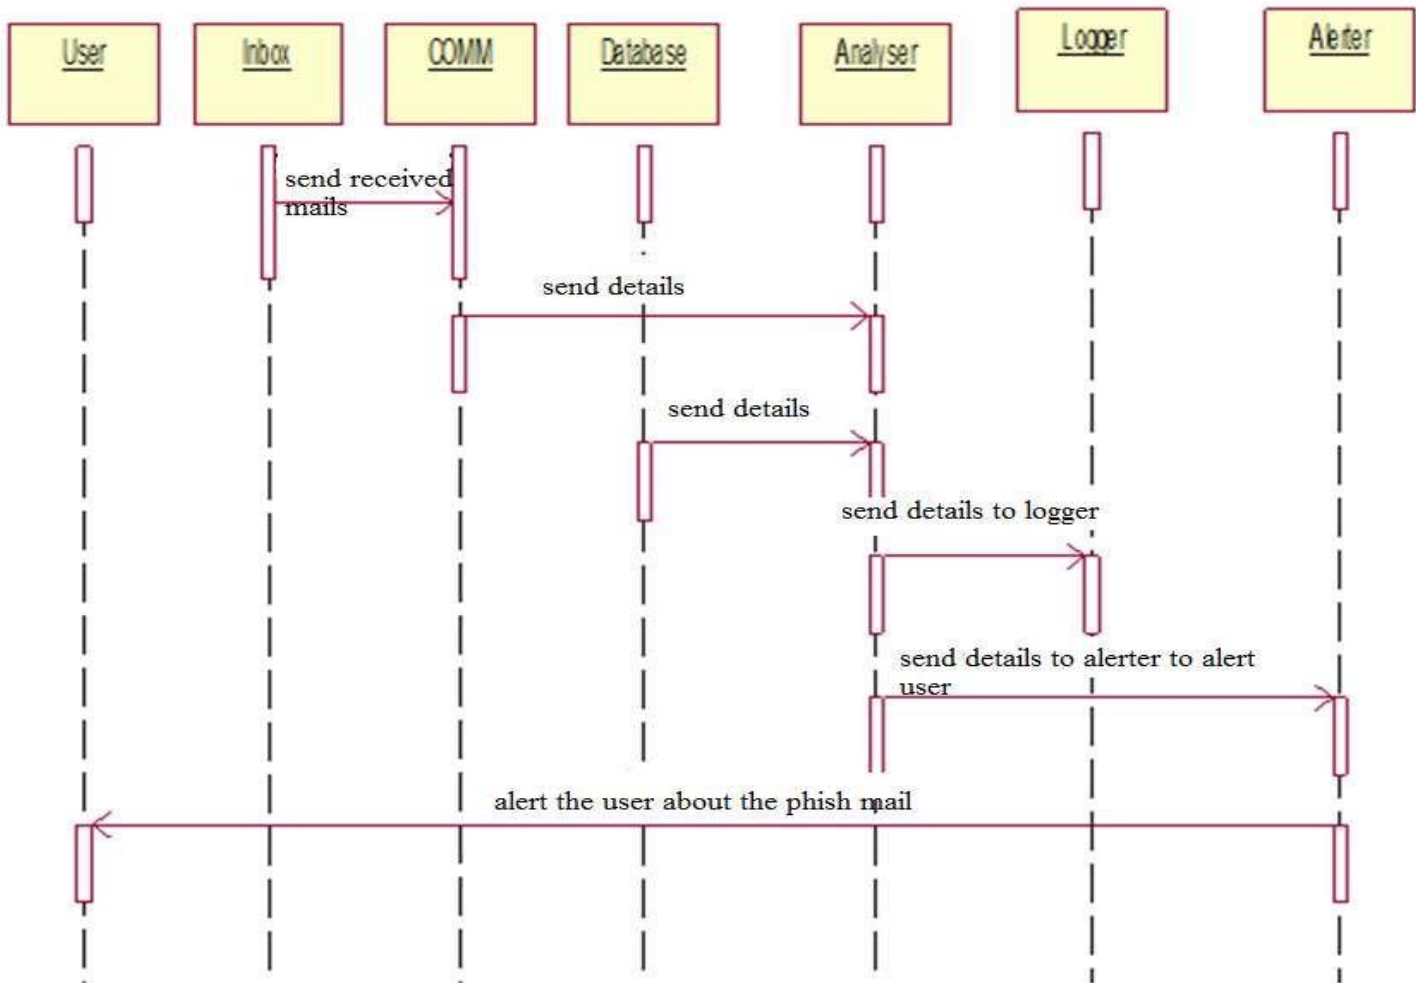 User
Inbox
COMM
Database
Analyser
Logger
Alerter
send received
mails
send details
send details
send details to logger
send details to alerter to alert
user
alert the user about the phish mail